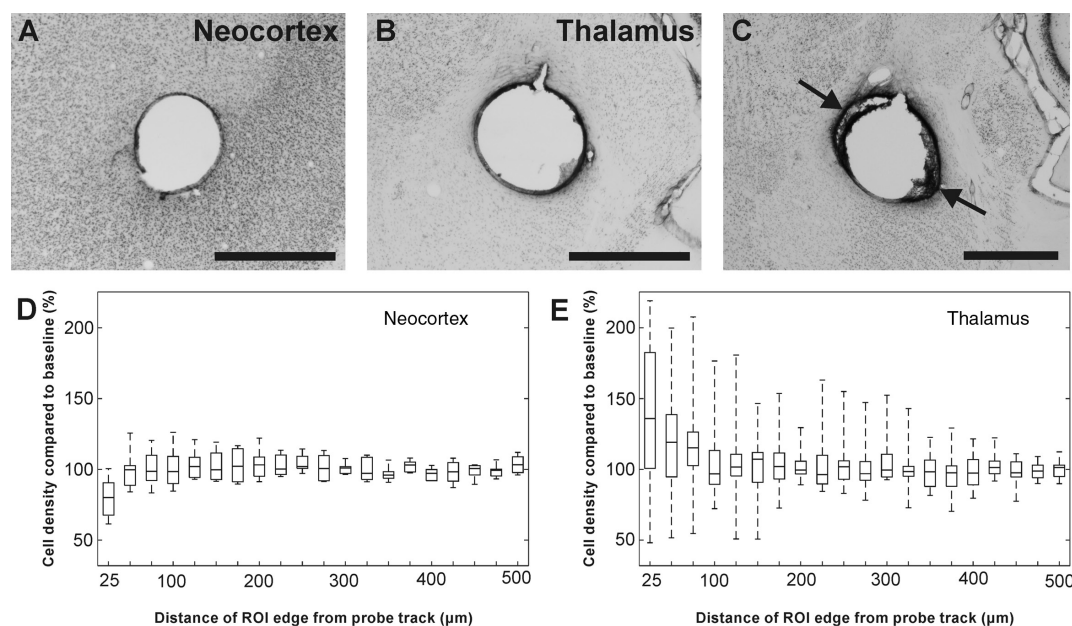 A
Neocortex
B
Thalamus
C
D
Cell density compared to baseline (%)
200
150
100
50
Neocortex
25
100
200
300
400
500
Distance of ROI edge from probe track (µm)
E
Cell density compared to baseline (%)
200
150
100
50
Thalamus
25
100
200
300
400
500
Distance of ROI edge from probe track (µm)